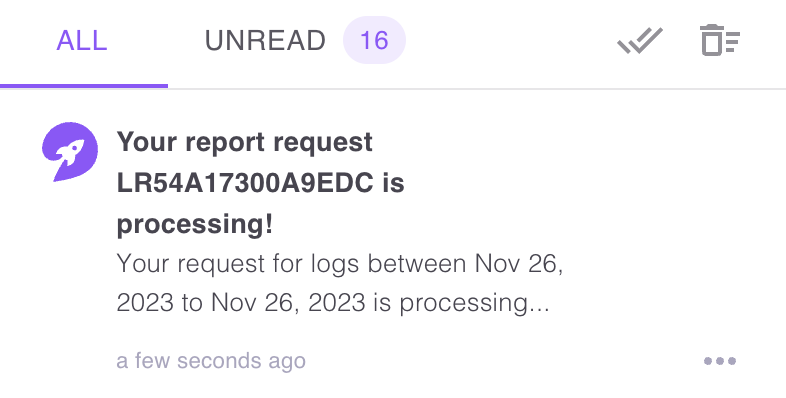 ALL UNREAD 16
Your report request
LR54A17300A9EDC is
processing!
Your request for logs between Nov 26,
2023 to Nov 26, 2023 is processing...
a few seconds ago